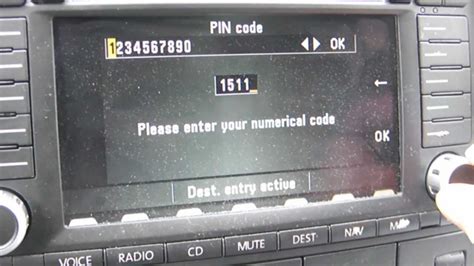 PIN code
1234567890 OK
1511
Please enter your numerical code
OK
Dest. entry active
VOICE RADIO CD MUTE DEST NAV